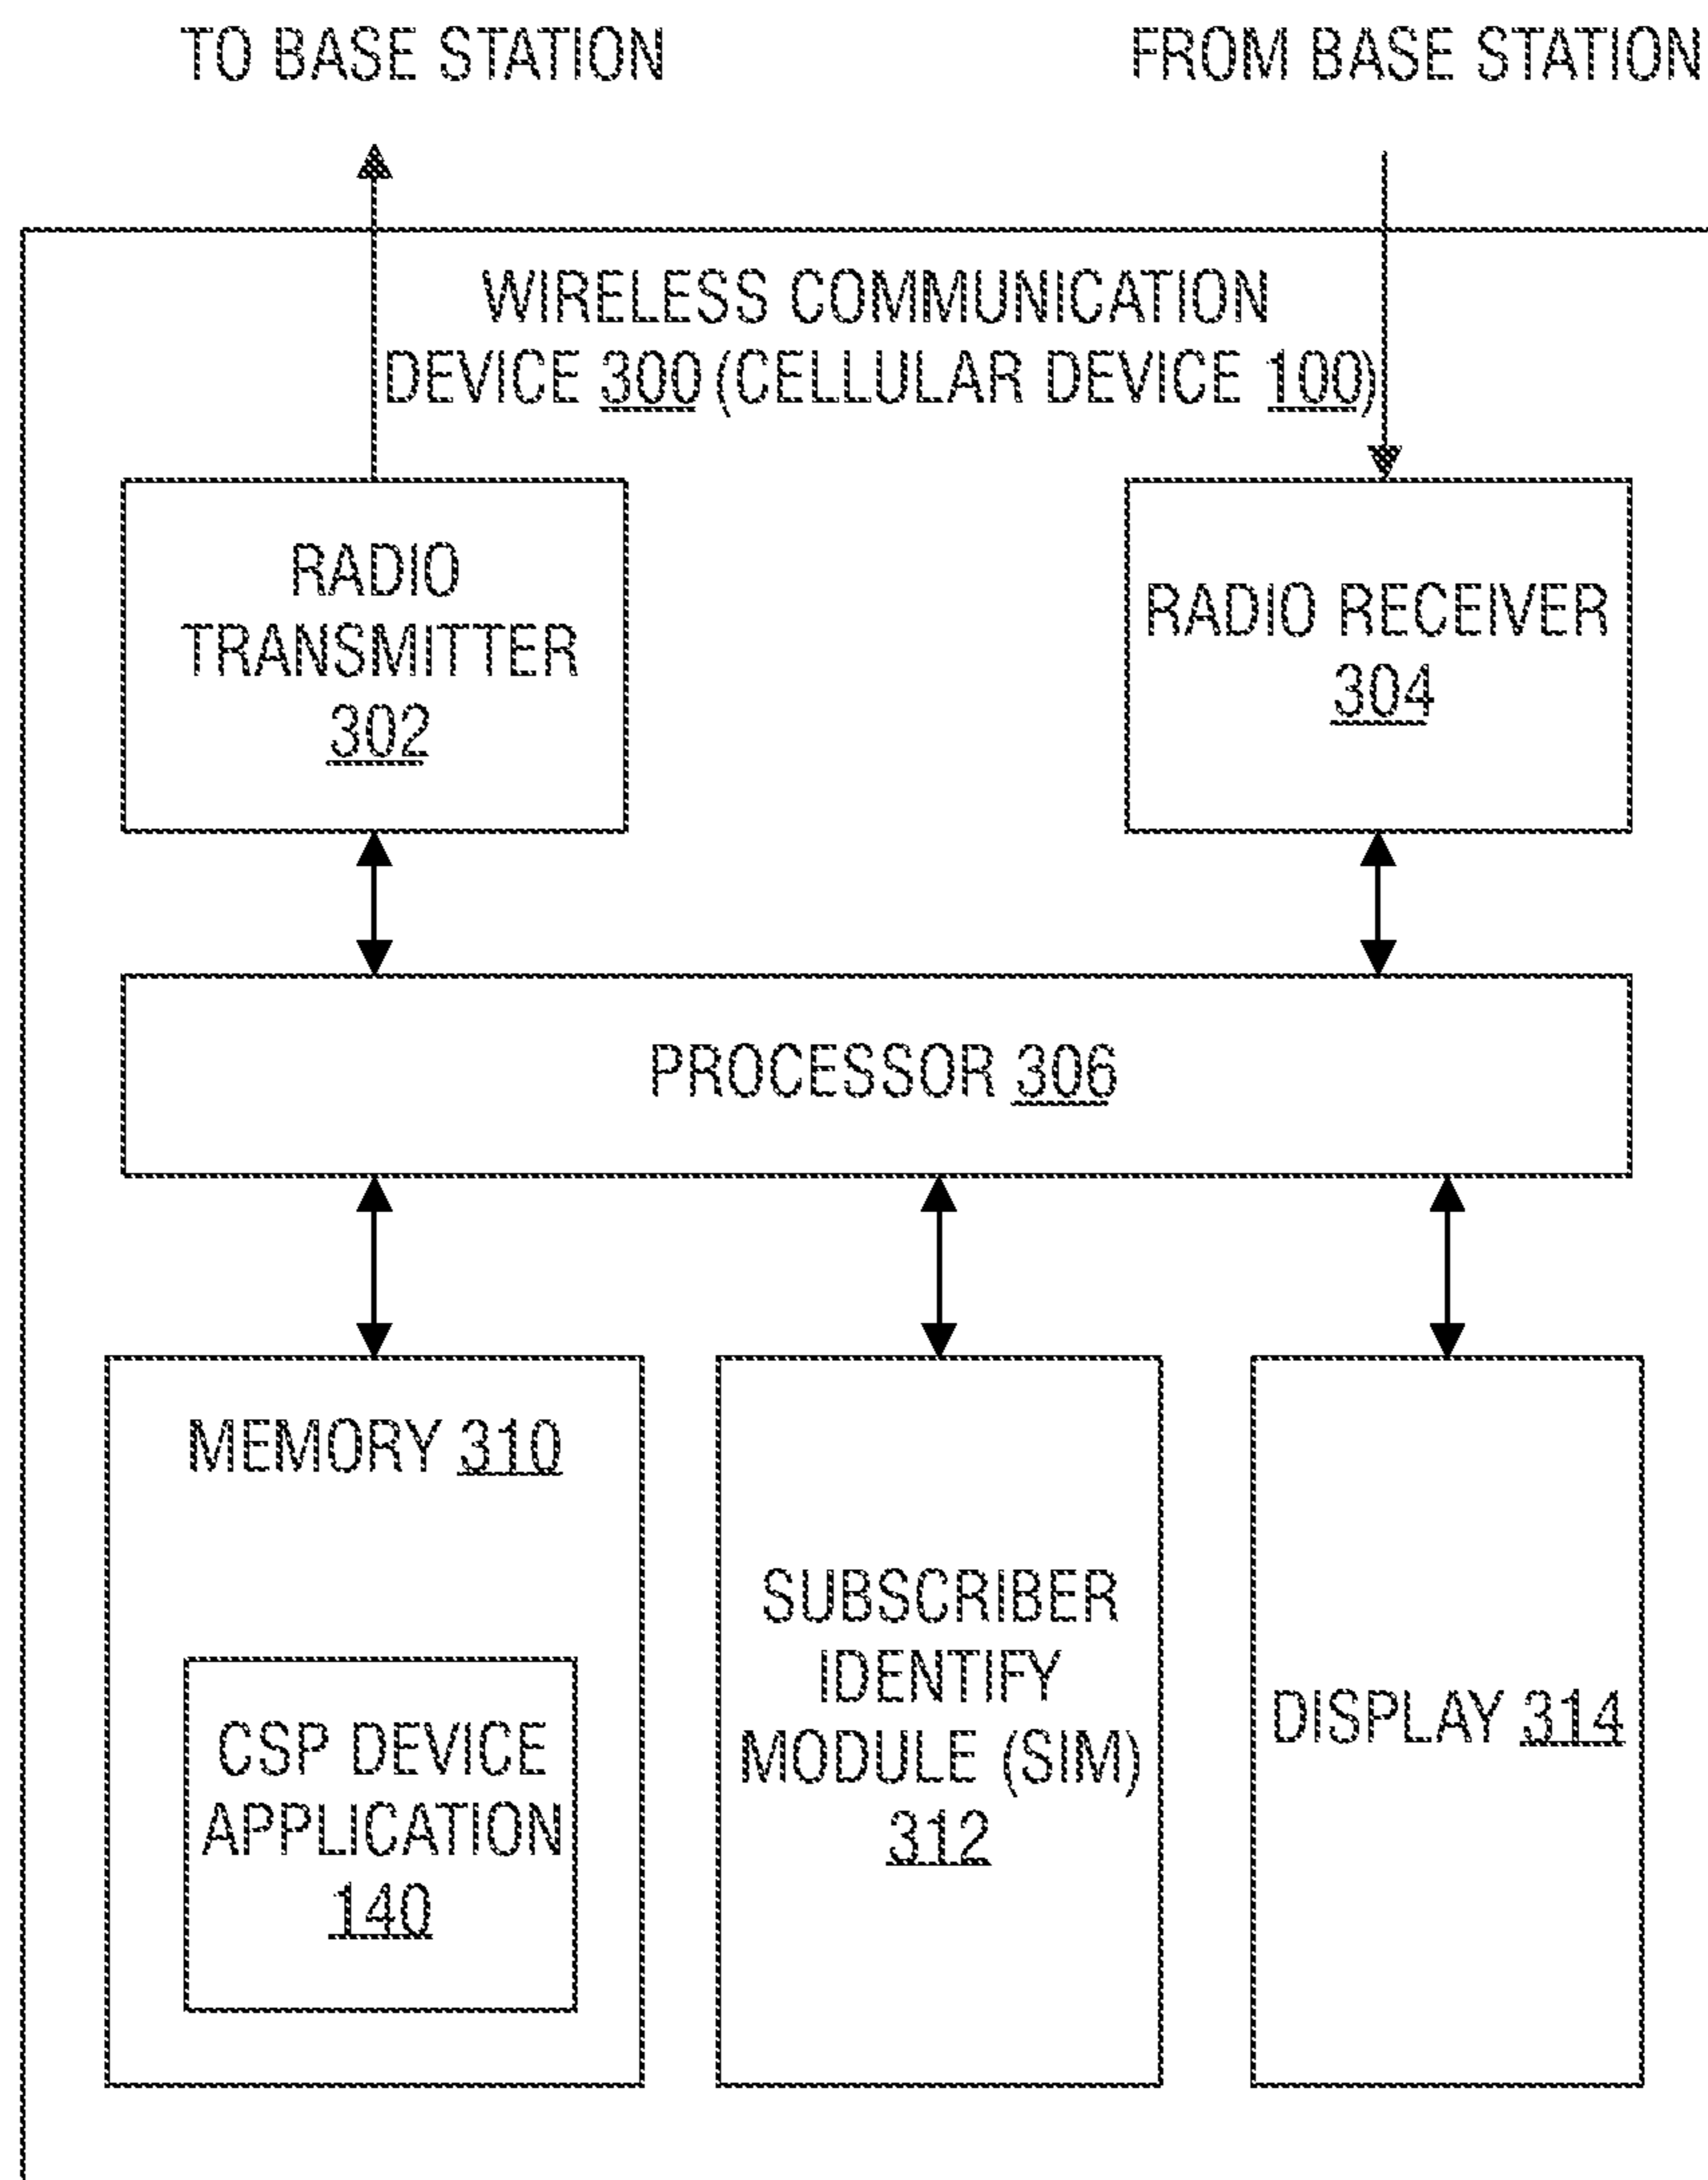 TO BASE STATION
FROM BASE STATION
WIRELESS COMMUNICATION
DEVICE 300 (CELLULAR DEVICE 100)
RADIO
TRANSMITTER
302
RADIO RECEIVER
304
PROCESSOR 306
MEMORY 310
CSP DEVICE
APPLICATION
140
SUBSCRIBER
IDENTIFY
MODULE (SIM)
312
DISPLAY 314